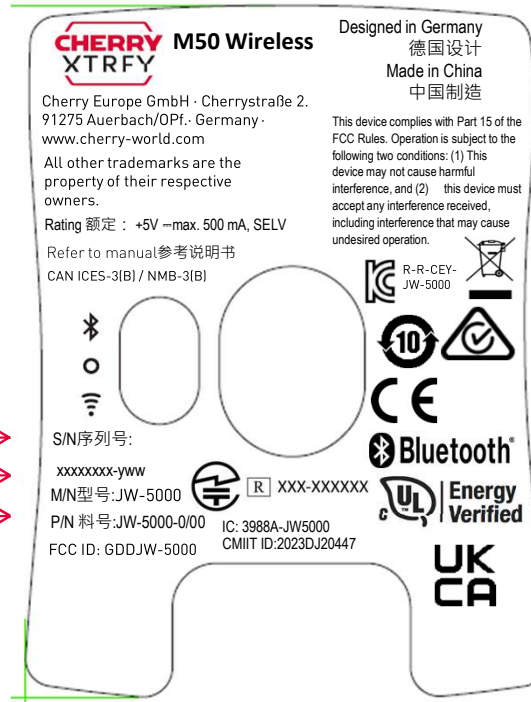 CHERRY
XTRFY
M50 Wireless
Cherry Europe GmbH · Cherrystraße 2.
91275 Auerbach/OPf.· Germany ·
www.cherry-world.com
All other trademarks are the
property of their respective
owners.
Rating 额定 : +5V ⎓max. 500 mA, SELV
Refer to manual参考说明书
CAN ICES-3(B) / NMB-3(B)
Designed in Germany
德国设计
Made in China
中国制造
This device complies with Part 15 of the
FCC Rules. Operation is subject to the
following two conditions: (1) This
device may not cause harmful
interference, and (2) this device must
accept any interference received,
including interference that may cause
undesired operation.
R-R-CEY-
JW-5000
10
CE
Bluetooth®
S/N序列号:
xxxxxxxx-yww
M/N型号:JW-5000
P/N 料号:JW-5000-0/00
FCC ID: GDDJW-5000
R XXX-XXXXXX
IC: 3988A-JW5000
CMIIT ID:2023DJ20447
c UL ™
Energy
Verified
UK
CA